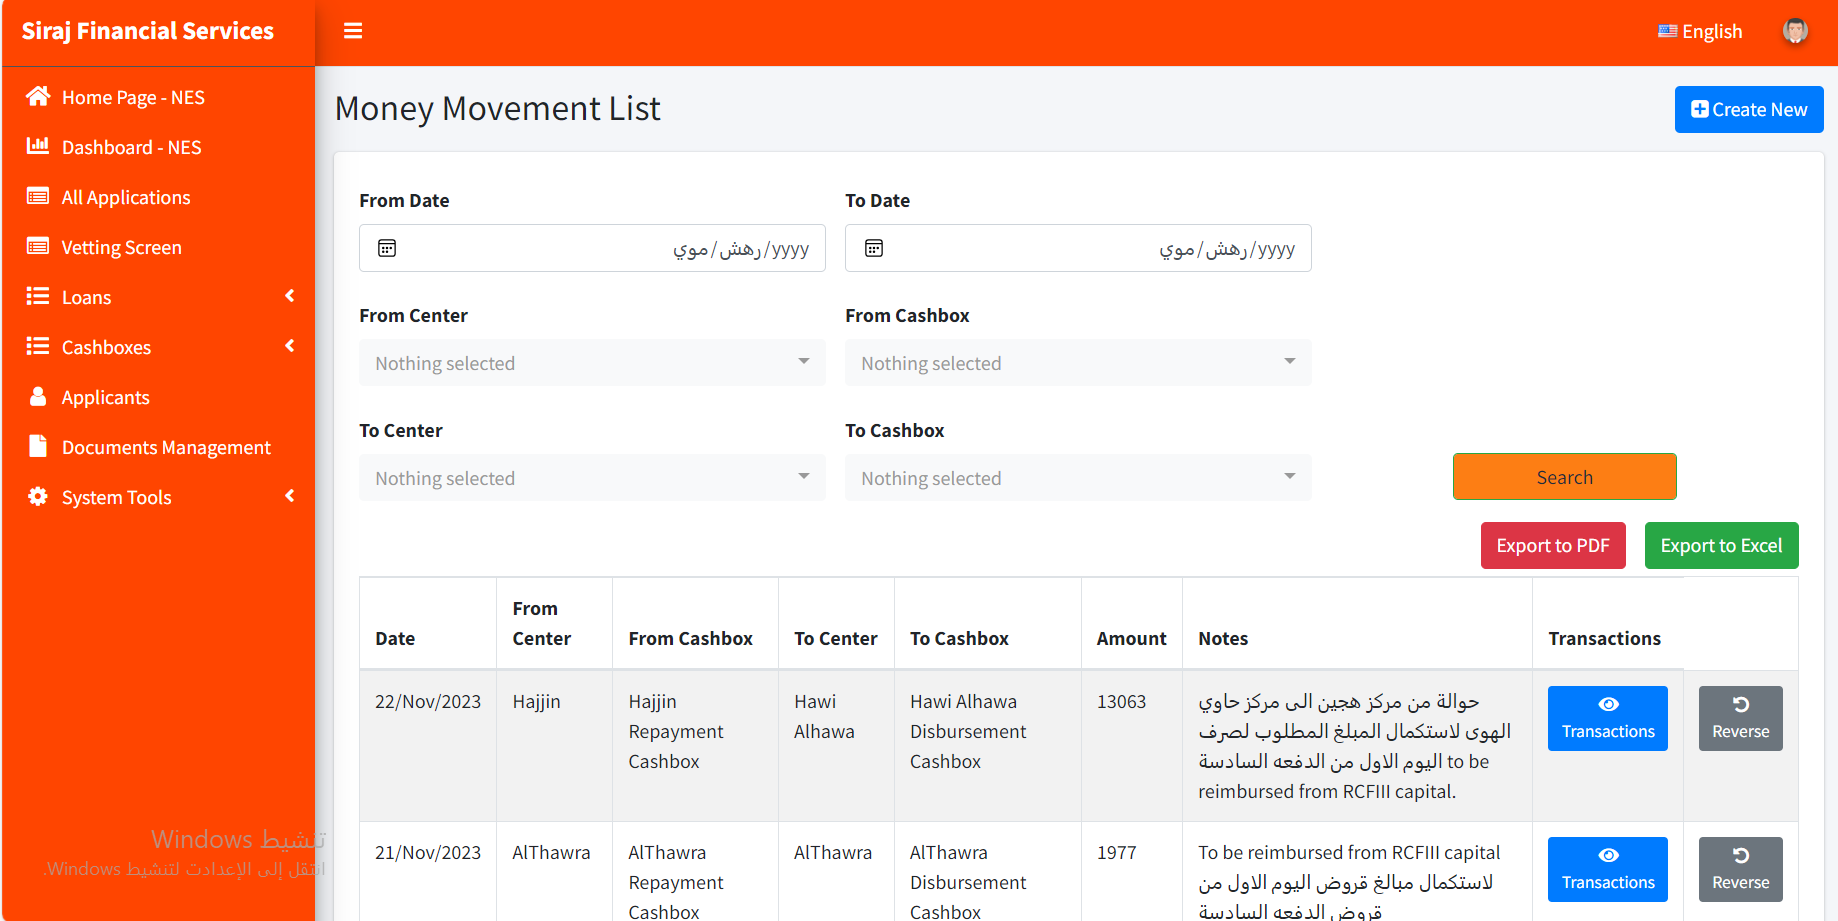 Siraj Financial Services
English
Home Page - NES
Dashboard - NES
All Applications
Vetting Screen
Loans
Cashboxes
Applicants
Documents Management
System Tools
Money Movement List
Create New
From Date
To Date
yyyy/رهش/موي
yyyy/رهش/موي
From Center
From Cashbox
Nothing selected
Nothing selected
To Center
To Cashbox
Nothing selected
Nothing selected
Search
Export to PDF
Export to Excel
Date
From
Center
From Cashbox
To Center
To Cashbox
Amount
Notes
Transactions
22/Nov/2023
Hajjin
Hajjin
Repayment
Cashbox
Hawi
Alhawa
Hawi Alhawa
Disbursement
Cashbox
13063
حوالة من مركز هجين الى مركز حاوي
الهوى لاستكمال المبلغ المطلوب لصرف
اليوم الاول من الدفعه السادسة to be
reimbursed from RCFIII capital.
Transactions
Reverse
21/Nov/2023
AlThawra
AlThawra
Repayment
Cashbox
AlThawra
AlThawra
Disbursement
Cashbox
1977
To be reimbursed from RCFIII capital
لاستكمال مبالغ قروض اليوم الاول من
قروض الدفعه السادسة
Transactions
Reverse
تنشيط Windows
انتقل إلى الإعدادت لتنشيط Windows.